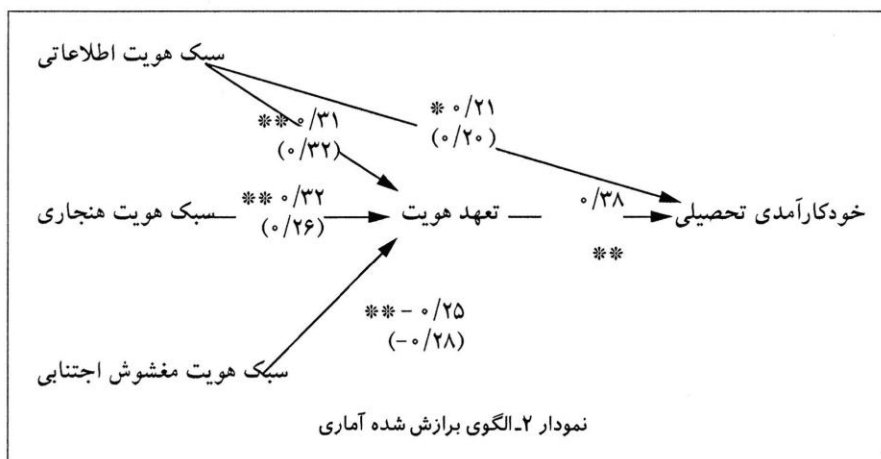 سبک هویت اطلاعاتی
** ۰/۳۱
(۰/۳۲)
* ۰/۲۱
(۰/۲۰)
سبک هویت هنجاری
** ۰/۳۲
(۰/۲۶)
تعهد هویت
۰/۳۸
**
خودکارآمدی تحصیلی
** – ۰/۲۵
(–۰/۲۸)
سبک هویت مغشوش اجتنابی
نمودار ۲ـ الگوی برازش شده آماری